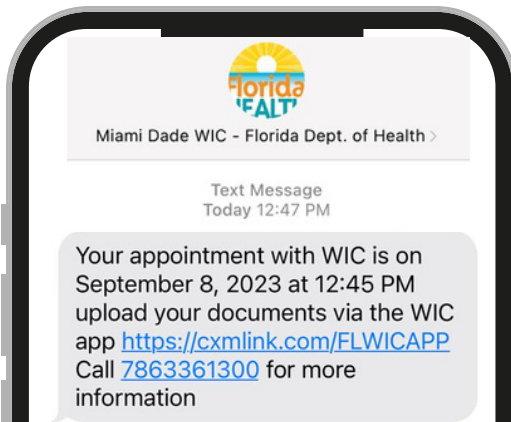 Florida
HEALTH
Miami Dade WIC - Florida Dept. of Health >
Text Message
Today 12:47 PM
Your appointment with WIC is on
September 8, 2023 at 12:45 PM
upload your documents via the WIC
app https://cxmlink.com/FLWICAPP
Call 7863361300 for more
information